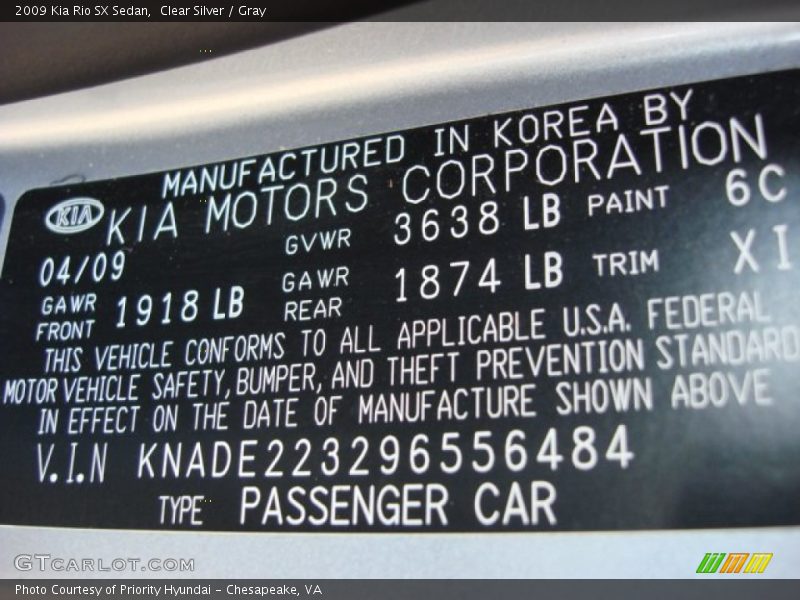 2009 Kia Rio SX Sedan, Clear Silver / Gray
MANUFACTURED IN KOREA BY
KIA KIA MOTORS CORPORATION
04/09 GVWR 3638 LB PAINT 6C
GAWR FRONT 1918 LB GAWR REAR 1874 LB TRIM XI
THIS VEHICLE CONFORMS TO ALL APPLICABLE U.S.A. FEDERAL
MOTOR VEHICLE SAFETY, BUMPER, AND THEFT PREVENTION STANDARD
IN EFFECT ON THE DATE OF MANUFACTURE SHOWN ABOVE
V.I.N KNADE223296556484
TYPE PASSENGER CAR
GTCARLOT.COM
Photo Courtesy of Priority Hyundai - Chesapeake, VA